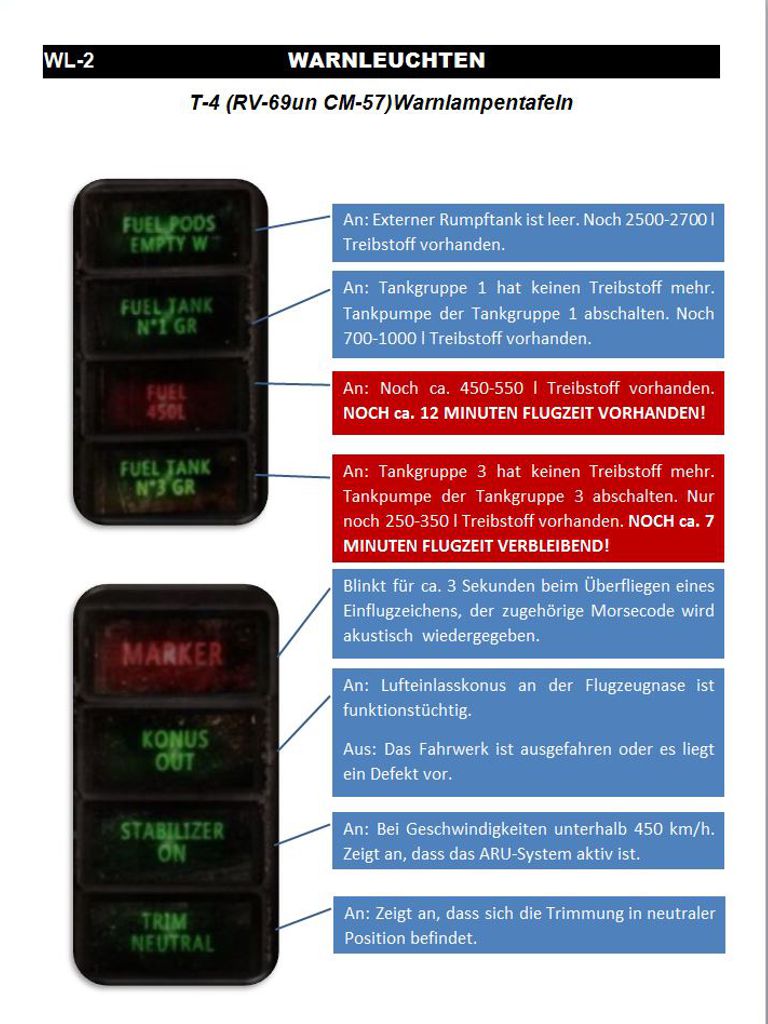 WL-2 WARNLEUCHTEN
T-4 (RV-69un CM-57)Warnlampentafeln
FUEL PODS
EMPTY W
An: Externer Rumpftank ist leer. Noch 2500-2700 l
Treibstoff vorhanden.
FUEL TANK
N°1 GR
An: Tankgruppe 1 hat keinen Treibstoff mehr.
Tankpumpe der Tankgruppe 1 abschalten. Noch
700-1000 l Treibstoff vorhanden.
FUEL
450L
An: Noch ca. 450-550 l Treibstoff vorhanden.
NOCH ca. 12 MINUTEN FLUGZEIT VORHANDEN!
FUEL TANK
N°3 GR
An: Tankgruppe 3 hat keinen Treibstoff mehr.
Tankpumpe der Tankgruppe 3 abschalten. Nur
noch 250-350 l Treibstoff vorhanden. NOCH ca. 7
MINUTEN FLUGZEIT VERBLEIBEND!
MARKER
Blinkt für ca. 3 Sekunden beim Überfliegen eines
Einflugzeichens, der zugehörige Morsecode wird
akustisch wiedergegeben.
KONUS
OUT
An: Lufteinlasskonus an der Flugzeugnase ist
funktionstüchtig.
Aus: Das Fahrwerk ist ausgefahren oder es liegt
ein Defekt vor.
STABILIZER
ON
An: Bei Geschwindigkeiten unterhalb 450 km/h.
Zeigt an, dass das ARU-System aktiv ist.
TRIM
NEUTRAL
An: Zeigt an, dass sich die Trimmung in neutraler
Position befindet.